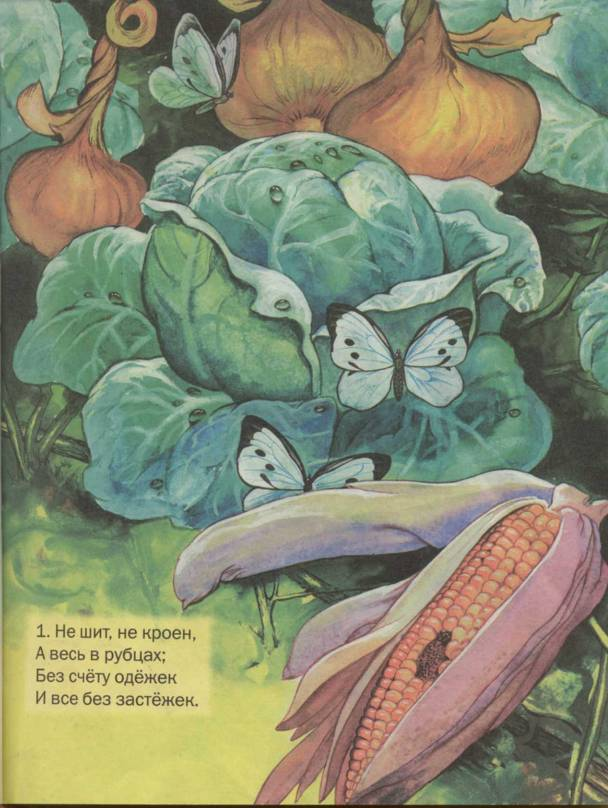 1. Не шит, не кроен,
А весь в рубцах;
Без счёту одёжек
И все без застёжек.